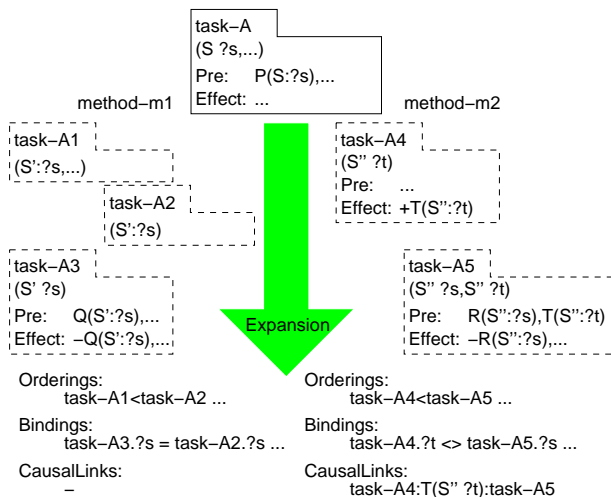 task−A
(S ?s,...)
Pre: P(S:?s),...
Effect: ...
method−m1
method−m2
task−A1
(S':?s,...)
task−A2
(S':?s)
task−A3
(S' ?s)
Pre: Q(S':?s),...
Effect: −Q(S':?s),...
task−A4
(S'' ?t)
Pre: ...
Effect: +T(S'':?t)
task−A5
(S'' ?s,S'' ?t)
Pre: R(S'':?s),T(S'':?t)
Effect: −R(S'':?s),...
Expansion
Orderings:
task−A1<task−A2 ...
Bindings:
task−A3.?s = task−A2.?s ...
CausalLinks:
−
Orderings:
task−A4<task−A5 ...
Bindings:
task−A4.?t <> task−A5.?s ...
CausalLinks:
task−A4:T(S'' ?t):task−A5